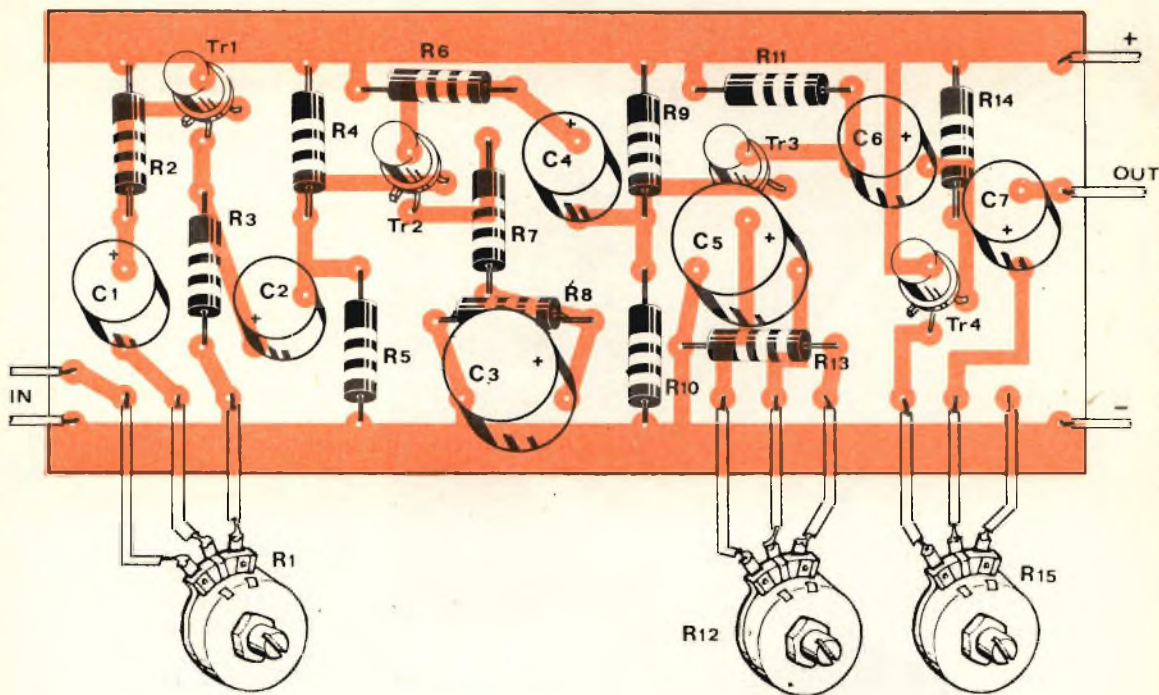 Tr1
R6
R11
+
R2
R4
R9
R14
C4
Tr3
C6
+
OUT
Tr2
R3
R7
C5
+
C7
+
+
C1
+
C2
+
R8
Tr4
R5
C3
+
R10
R13
IN
-
R1
R12
R15
+